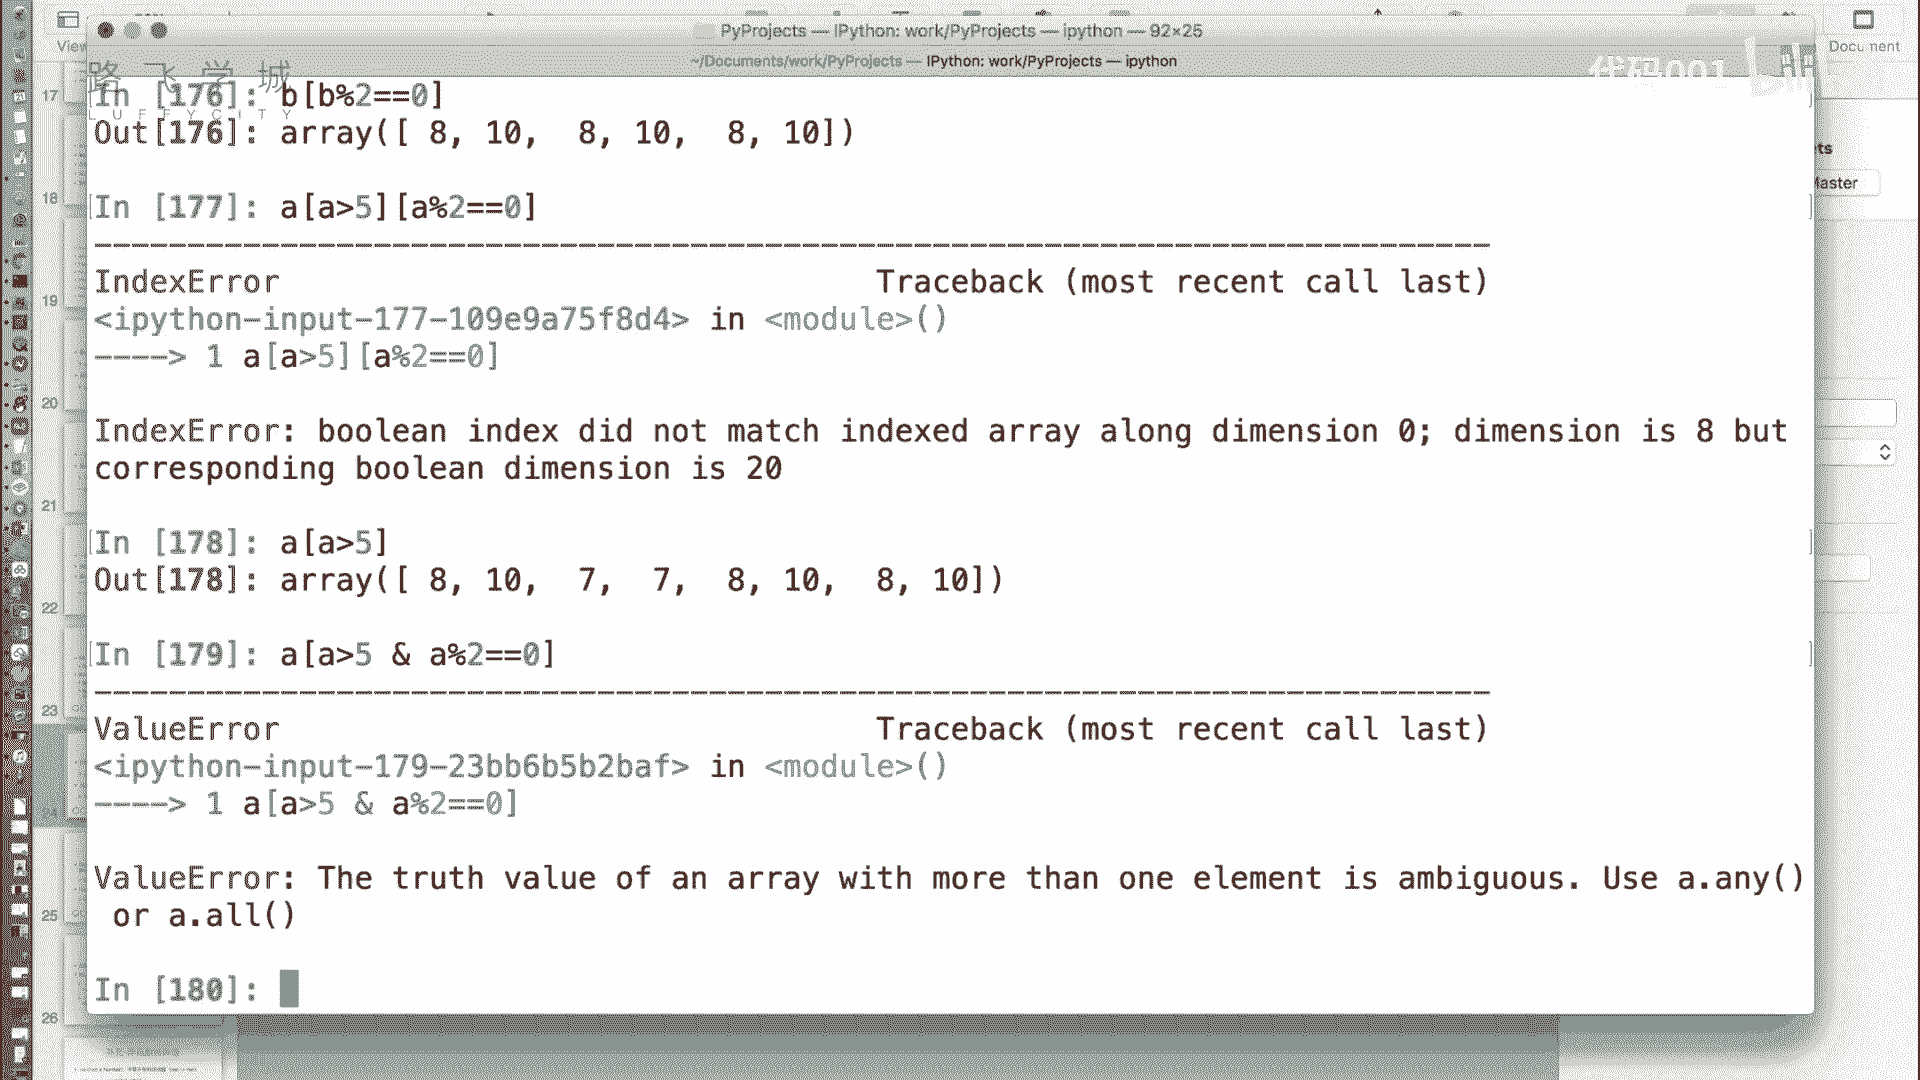 PyProjects — IPython: work/PyProjects — ipython — 92×25
~/Documents/work/PyProjects — IPython: work/PyProjects — ipython
View
Document
路飞学城
LUFFYCITY
代码001
ts
Master
17
18
19
20
21
22
23
24
25
26
In [176]: b[b%2==0]
Out[176]: array([ 8, 10,  8, 10,  8, 10])
In [177]: a[a>5][a%2==0]
---------------------------------------------------------------------------
IndexError                                Traceback (most recent call last)
<ipython-input-177-109e9a75f8d4> in <module>()
----> 1 a[a>5][a%2==0]
IndexError: boolean index did not match indexed array along dimension 0; dimension is 8 but
corresponding boolean dimension is 20
In [178]: a[a>5]
Out[178]: array([ 8, 10,  7,  7,  8, 10,  8, 10])
In [179]: a[a>5 & a%2==0]
---------------------------------------------------------------------------
ValueError                                Traceback (most recent call last)
<ipython-input-179-23bb6b5b2baf> in <module>()
----> 1 a[a>5 & a%2==0]
ValueError: The truth value of an array with more than one element is ambiguous. Use a.any()
 or a.all()
In [180]: